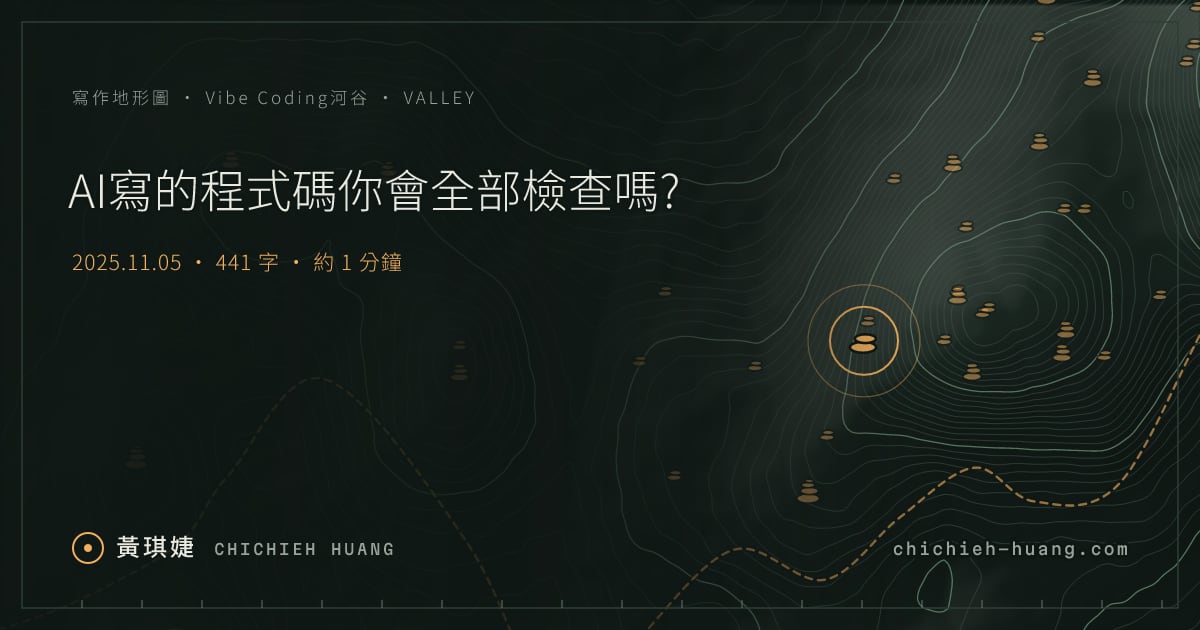 寫作地形圖 · Vibe Coding河谷 · VALLEY
AI寫的程式碼你會全部檢查嗎?
2025.11.05 · 441 字 · 約 1 分鐘
黃琪婕 CHICHIEH HUANG
chichieh-huang.com